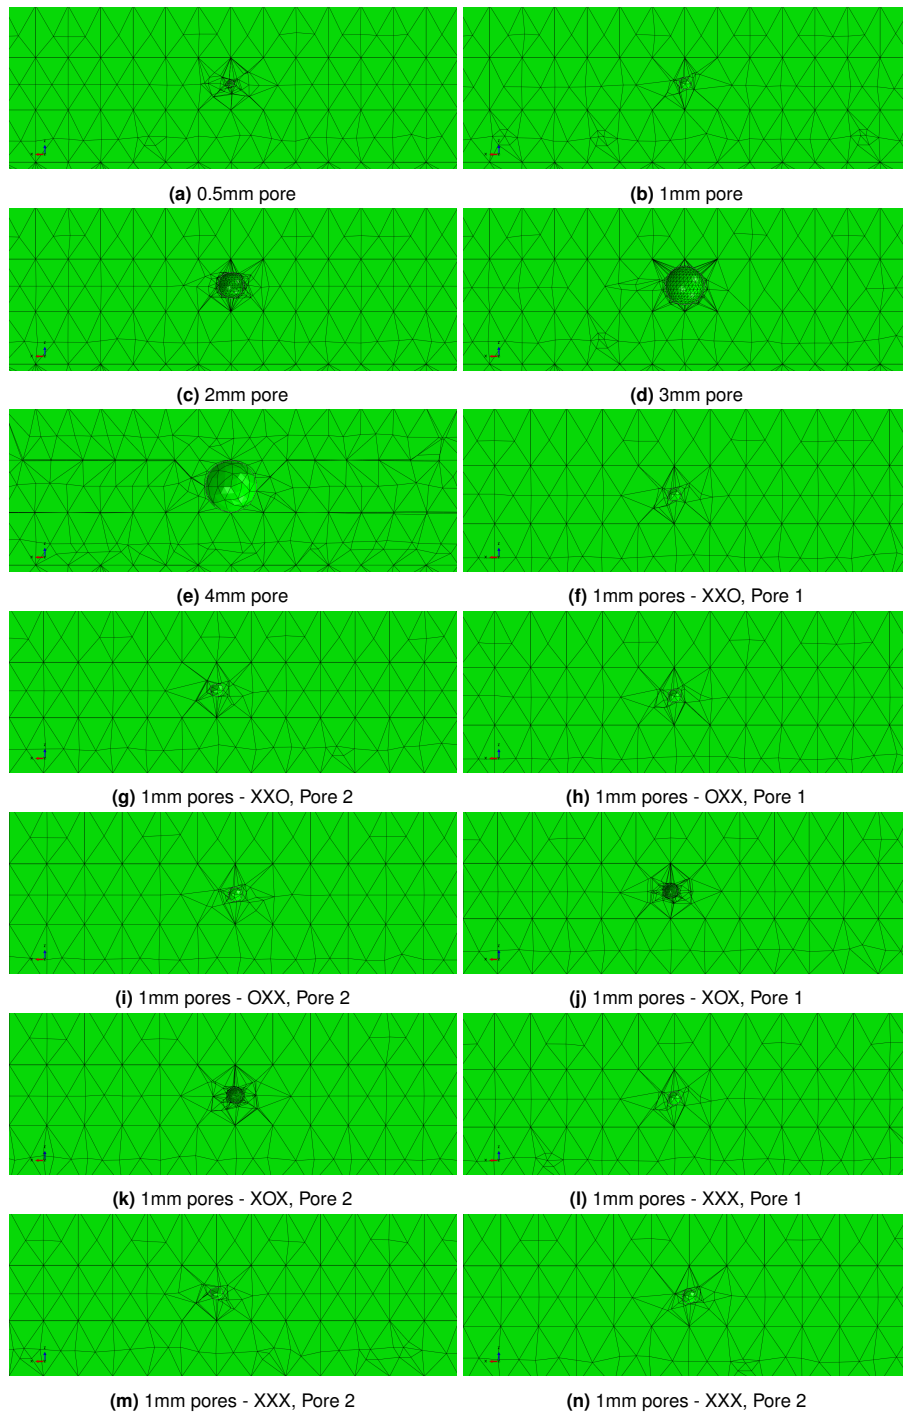 (a) 0.5mm pore
(b) 1mm pore
(c) 2mm pore
(d) 3mm pore
(e) 4mm pore
(f) 1mm pores - XXO, Pore 1
(g) 1mm pores - XXO, Pore 2
(h) 1mm pores - OXX, Pore 1
(i) 1mm pores - OXX, Pore 2
(j) 1mm pores - XOX, Pore 1
(k) 1mm pores - XOX, Pore 2
(l) 1mm pores - XXX, Pore 1
(m) 1mm pores - XXX, Pore 2
(n) 1mm pores - XXX, Pore 2